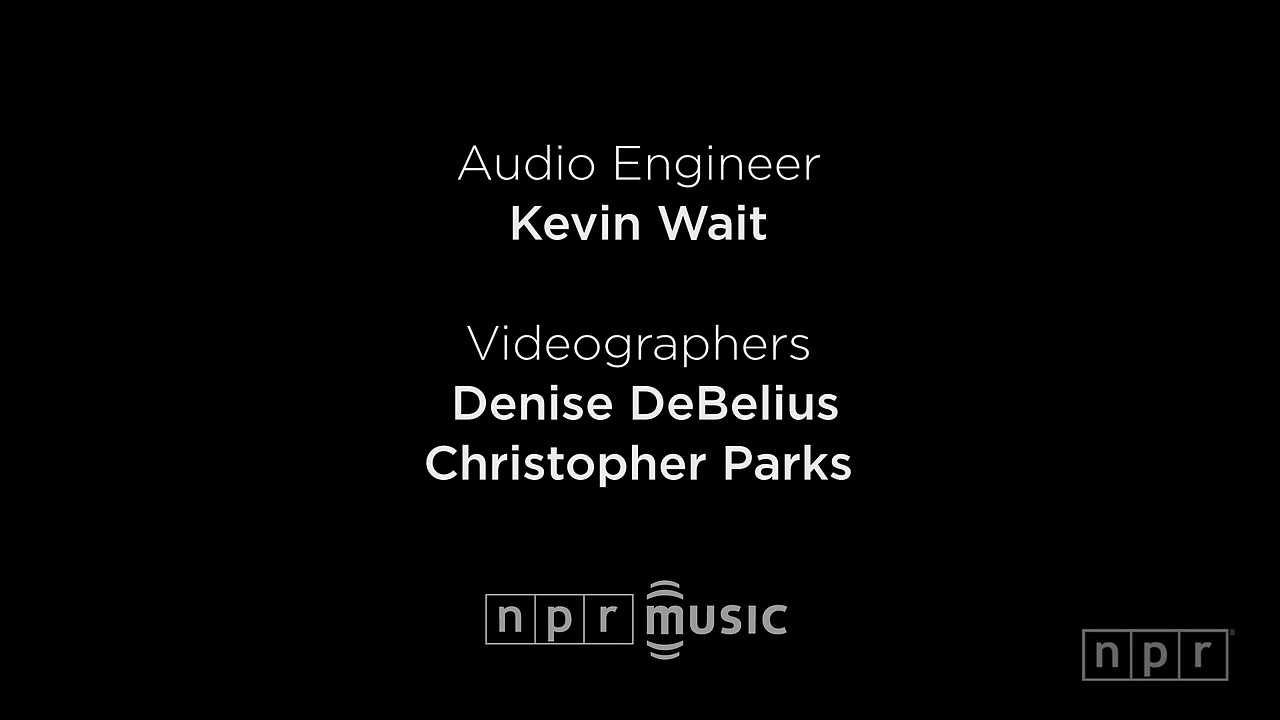 Audio Engineer
Kevin Wait
Videographers
Denise DeBelius
Christopher Parks
npr music
npr